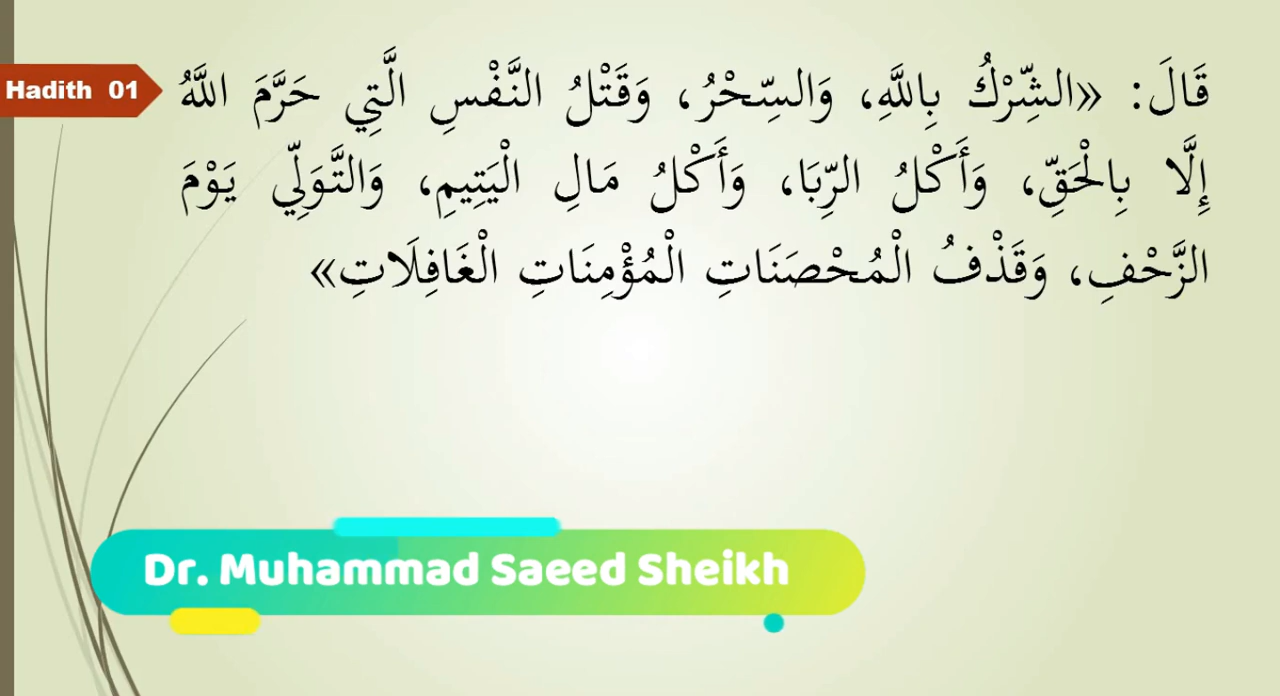 Hadith 01
قَالَ: «الشِّرْكُ بِاللَّهِ، وَالسِّحْرُ، وَقَتْلُ النَّفْسِ الَّتِي حَرَّمَ اللَّهُ
إِلَّا بِالْحَقِّ، وَأَكْلُ الرِّبَا، وَأَكْلُ مَالِ الْيَتِيمِ، وَالتَّوَلِّي يَوْمَ
الزَّحْفِ، وَقَذْفُ الْمُحْصَنَاتِ الْمُؤْمِنَاتِ الْغَافِلَاتِ»
Dr. Muhammad Saeed Sheikh